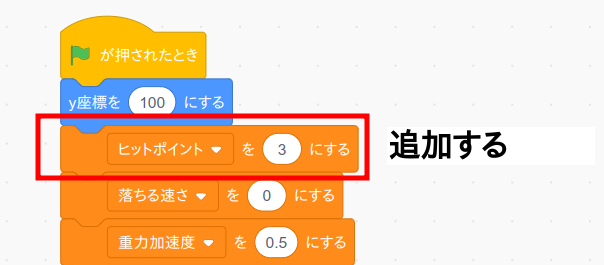 が押されたとき
y座標を 100 にする
ヒットポイント を 3 にする
追加する
落ちる速さ を 0 にする
重力加速度 を 0.5 にする